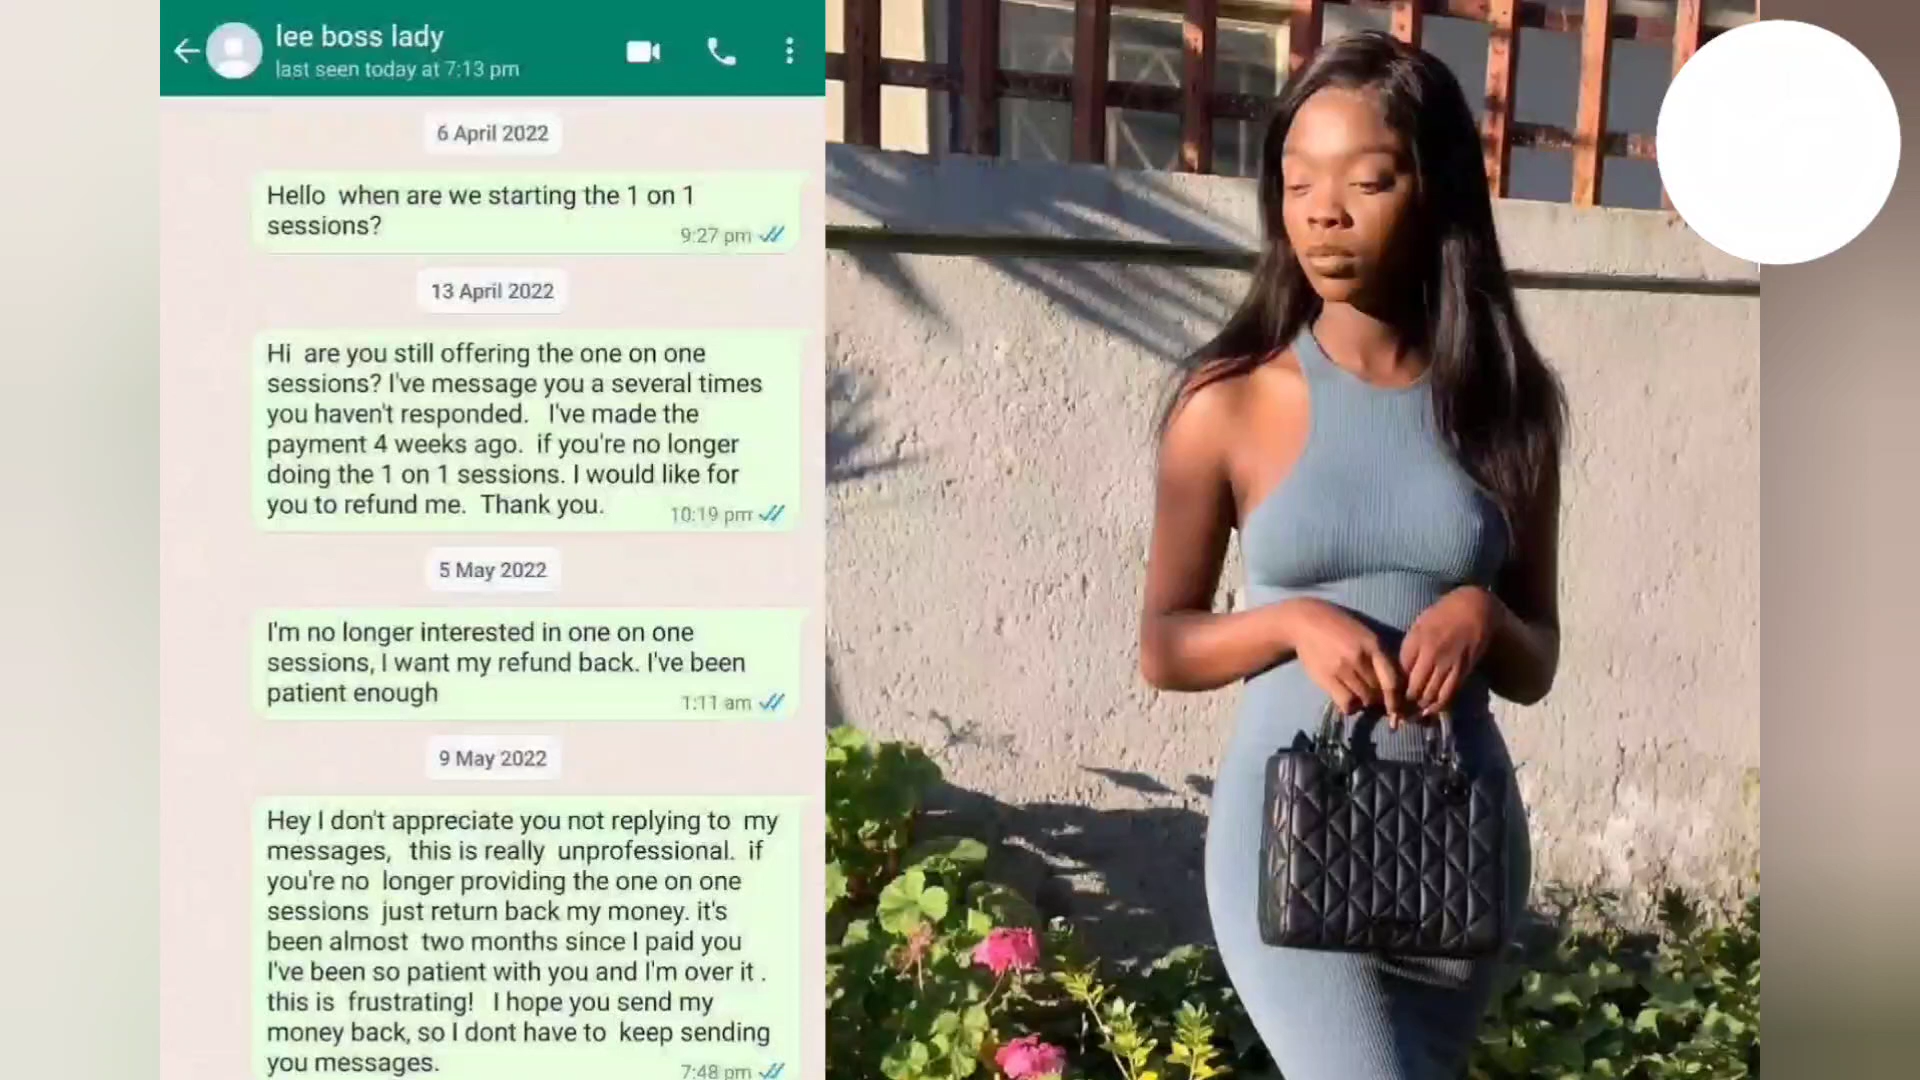 lee boss lady
last seen today at 7:13 pm
6 April 2022
Hello when are we starting the 1 on 1
sessions?
9:27 pm
13 April 2022
Hi are you still offering the one on one
sessions? I've message you a several times
you haven't responded. I've made the
payment 4 weeks ago. if you're no longer
doing the 1 on 1 sessions. I would like for
you to refund me. Thank you.
10:19 pm
5 May 2022
I'm no longer interested in one on one
sessions, I want my refund back. I've been
patient enough
1:11 am
9 May 2022
Hey I don't appreciate you not replying to my
messages, this is really unprofessional. if
you're no longer providing the one on one
sessions just return back my money. it's
been almost two months since I paid you
I've been so patient with you and I'm over it .
this is frustrating! I hope you send my
money back, so I dont have to keep sending
you messages.
7:48 pm